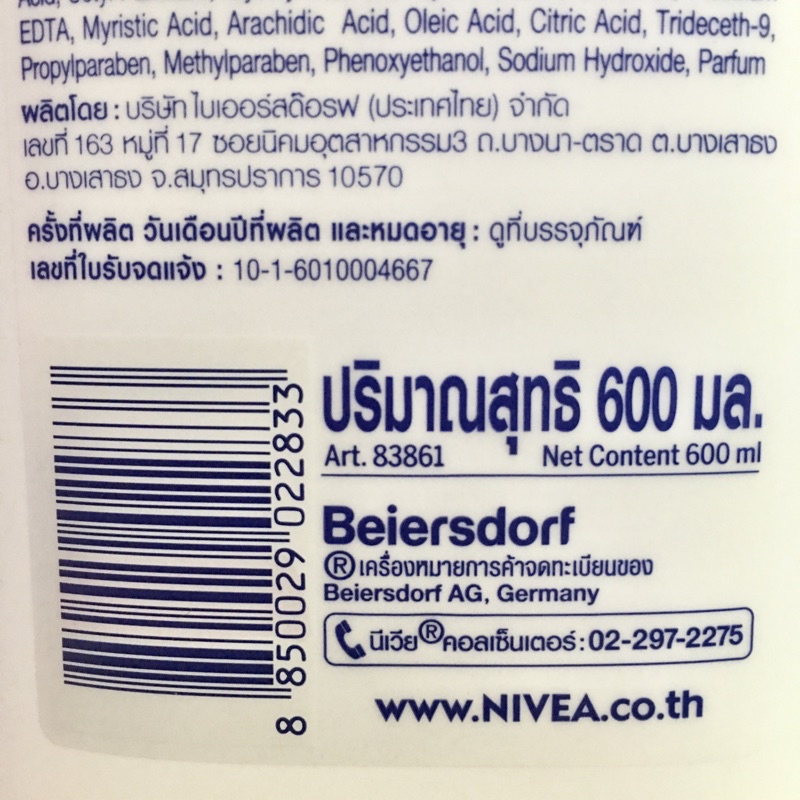 EDTA, Myristic Acid, Arachidic Acid, Oleic Acid, Citric Acid, Trideceth-9,
Propylparaben, Methylparaben, Phenoxyethanol, Sodium Hydroxide, Parfum
ผลิตโดย : บริษัท ไบเออร์สด๊อรฟ (ประเทศไทย) จำกัด
เลขที่ 163 หมู่ที่ 17 ซอยนิคมอุตสาหกรรม3 ถ.บางนา-ตราด ต.บางเสาธง
อ.บางเสาธง จ.สมุทรปราการ 10570
ครั้งที่ผลิต วันเดือนปีที่ผลิต และหมดอายุ : ดูที่บรรจุภัณฑ์
เลขที่ใบรับจดแจ้ง : 10-1-6010004667
8 850029 022833
ปริมาณสุทธิ 600 มล.
Art. 83861 Net Content 600 ml
Beiersdorf
® เครื่องหมายการค้าจดทะเบียนของ
Beiersdorf AG, Germany
นีเวีย® คอลเซ็นเตอร์ : 02-297-2275
www.NIVEA.co.th